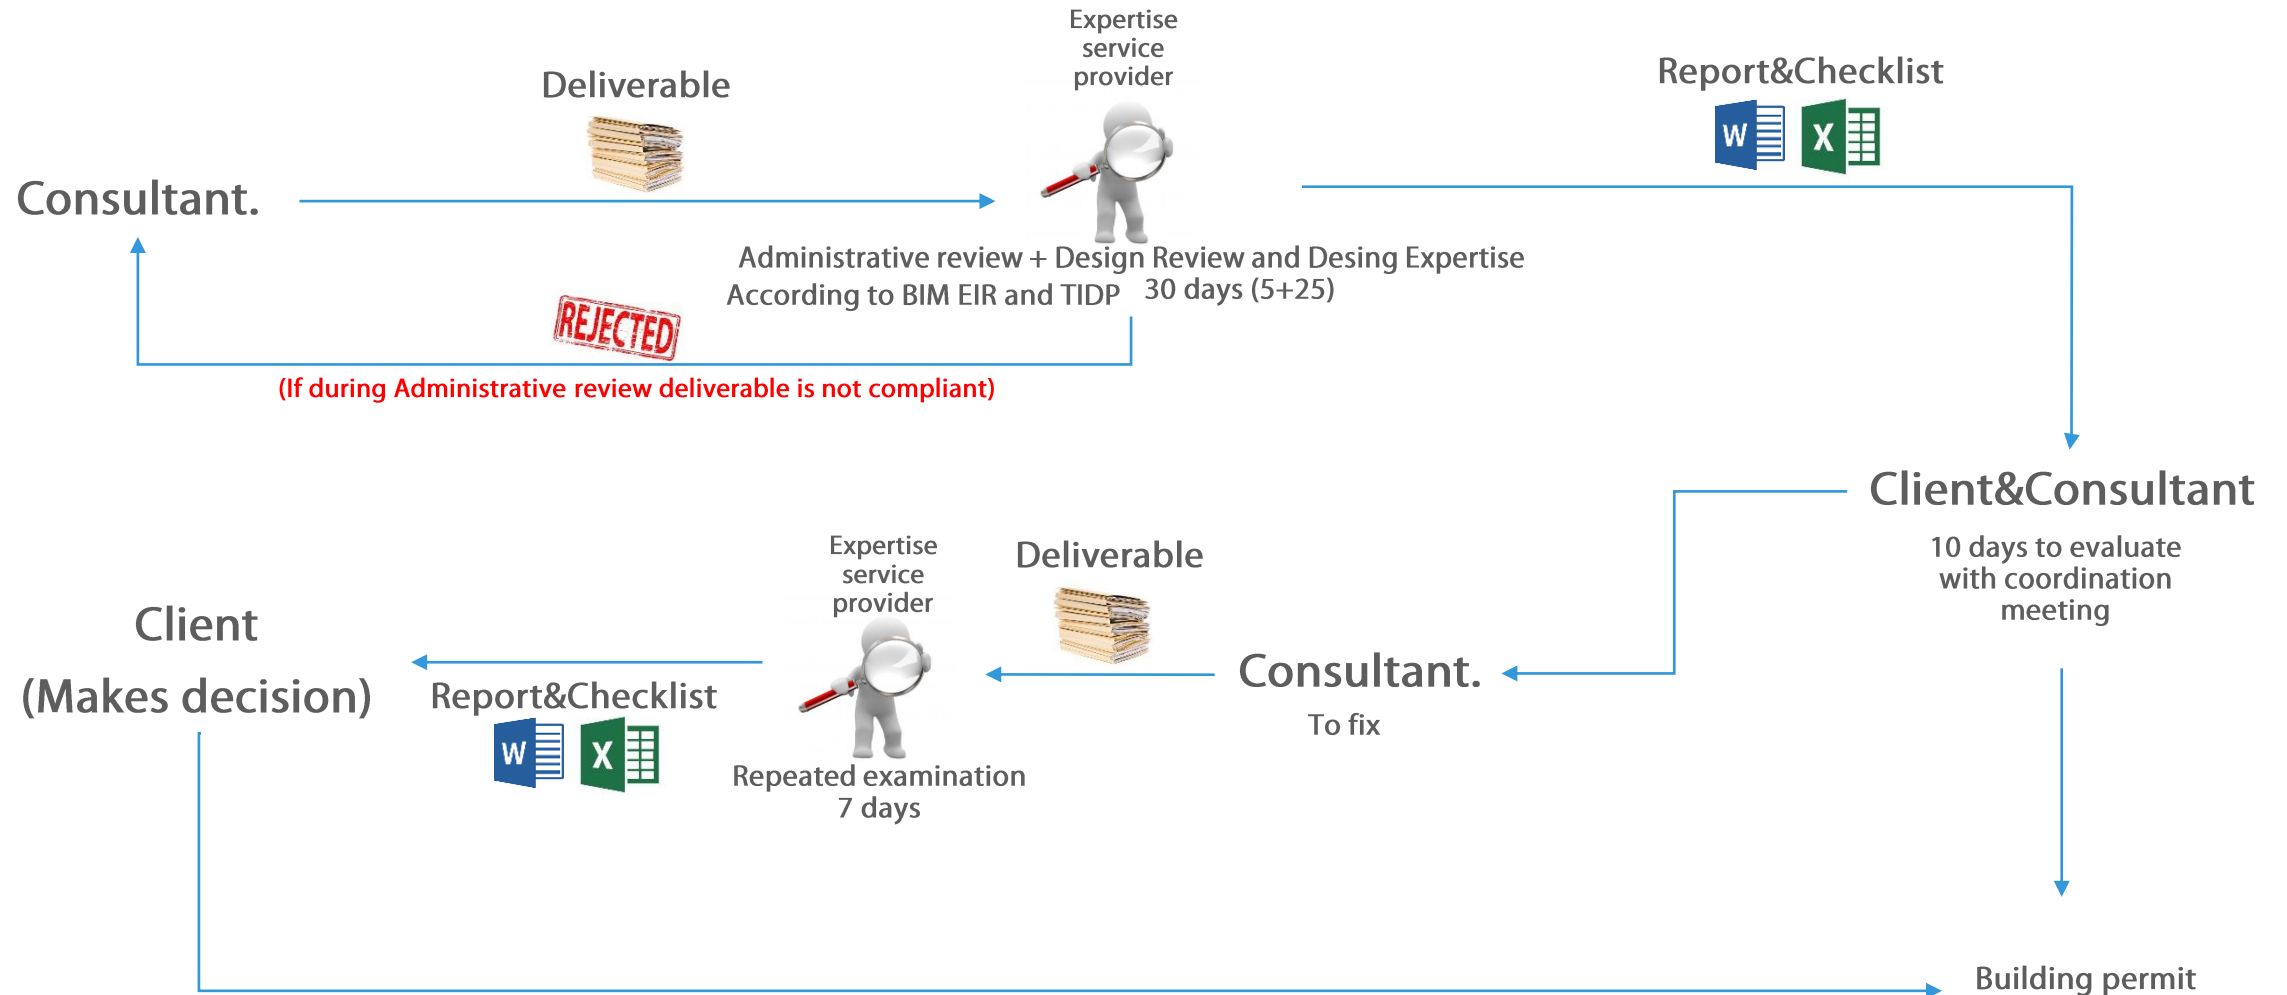 Expertise
service
provider
Deliverable
Report&Checklist
W
X
Consultant.
Administrative review + Design Review and Desing Expertise
According to BIM EIR and TIDP 30 days (5+25)
REJECTED
(If during Administrative review deliverable is not compliant)
Client&Consultant
10 days to evaluate
with coordination
meeting
Expertise
service
provider
Deliverable
Client
(Makes decision)
Report&Checklist
W
X
Consultant.
To fix
Repeated examination
7 days
Building permit